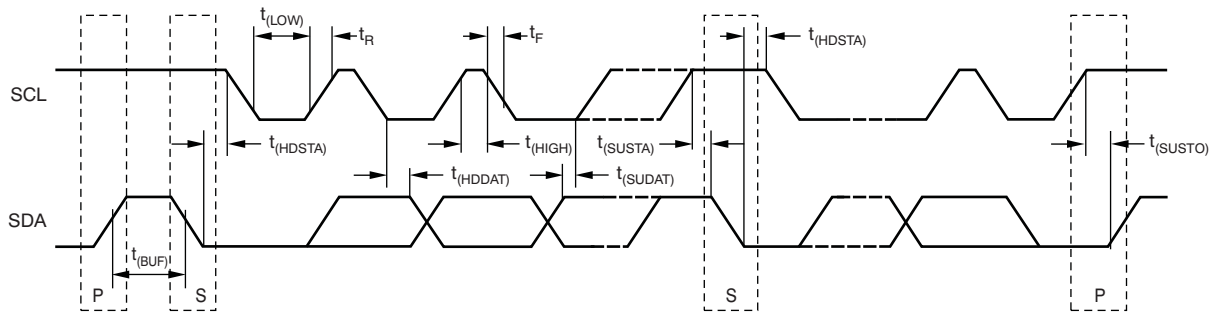 t(LOW)
tR
tF
t(HDSTA)
SCL
t(HDSTA)
t(HIGH)
t(SUSTA)
t(SUSTO)
t(HDDAT)
t(SUDAT)
SDA
t(BUF)
P
S
S
P